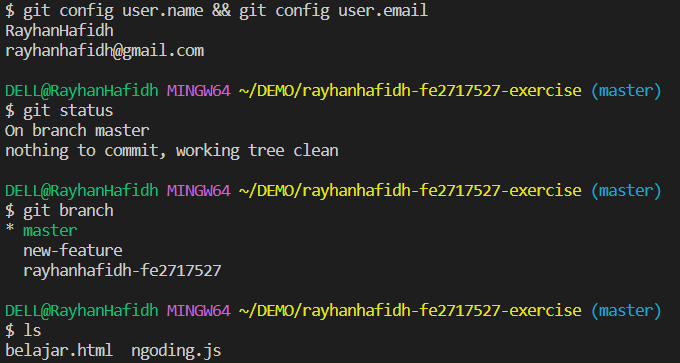 $ git config user.name && git config user.email
RayhanHafidh
rayhanhafidh@gmail.com
DELL@RayhanHafidh MINGW64 ~/DEMO/rayhanhafidh-fe2717527-exercise (master)
$ git status
On branch master
nothing to commit, working tree clean
DELL@RayhanHafidh MINGW64 ~/DEMO/rayhanhafidh-fe2717527-exercise (master)
$ git branch
* master
new-feature
rayhanhafidh-fe2717527
DELL@RayhanHafidh MINGW64 ~/DEMO/rayhanhafidh-fe2717527-exercise (master)
$ ls
belajar.html  ngoding.js